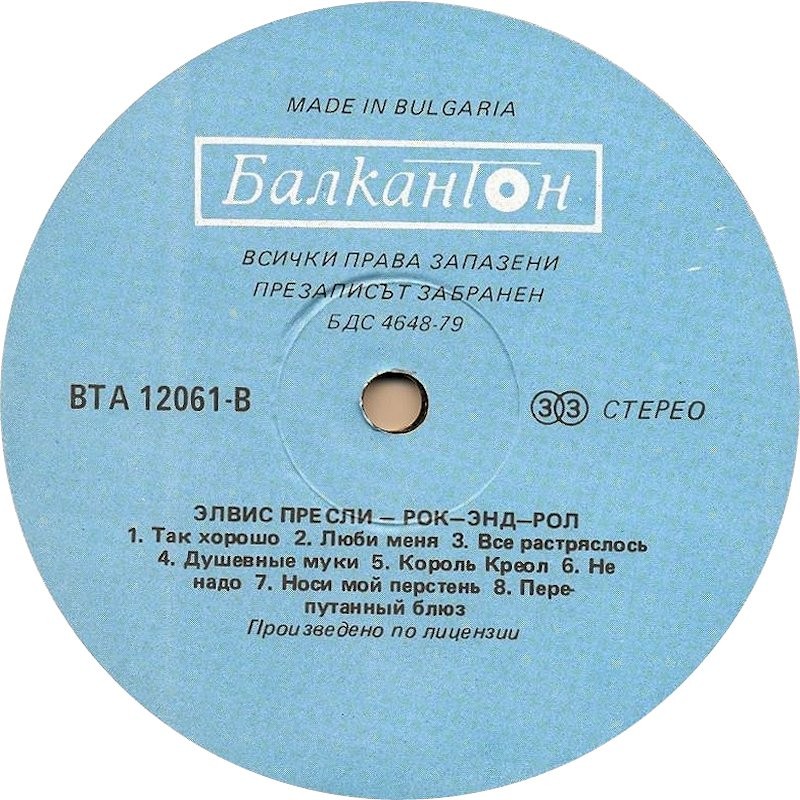 MADE IN BULGARIA
Балкантон
ВСИЧКИ ПРАВА ЗАПАЗЕНИ
ПРЕЗАПИСЪТ ЗАБРАНЕН
БДС 4648-79
ВТА 12061-В
33 СТЕРЕО
ЭЛВИС ПРЕСЛИ — РОК—ЭНД—РОЛ
1. Так хорошо 2. Люби меня 3. Все растряслось
4. Душевные муки 5. Король Креол 6. Не
надо 7. Носи мой перстень 8. Пере-
путанный блюз
Произведено по лицензии